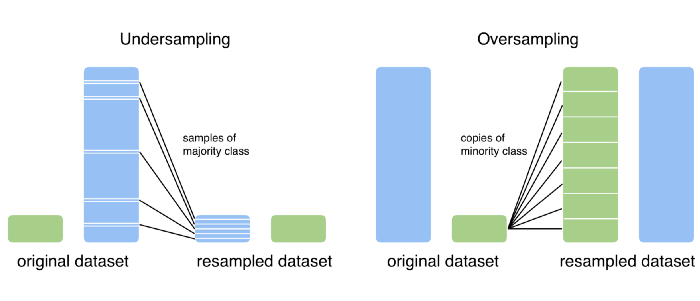 Undersampling
samples of
majority class
original dataset
resampled dataset
Oversampling
copies of
minority class
original dataset
resampled dataset